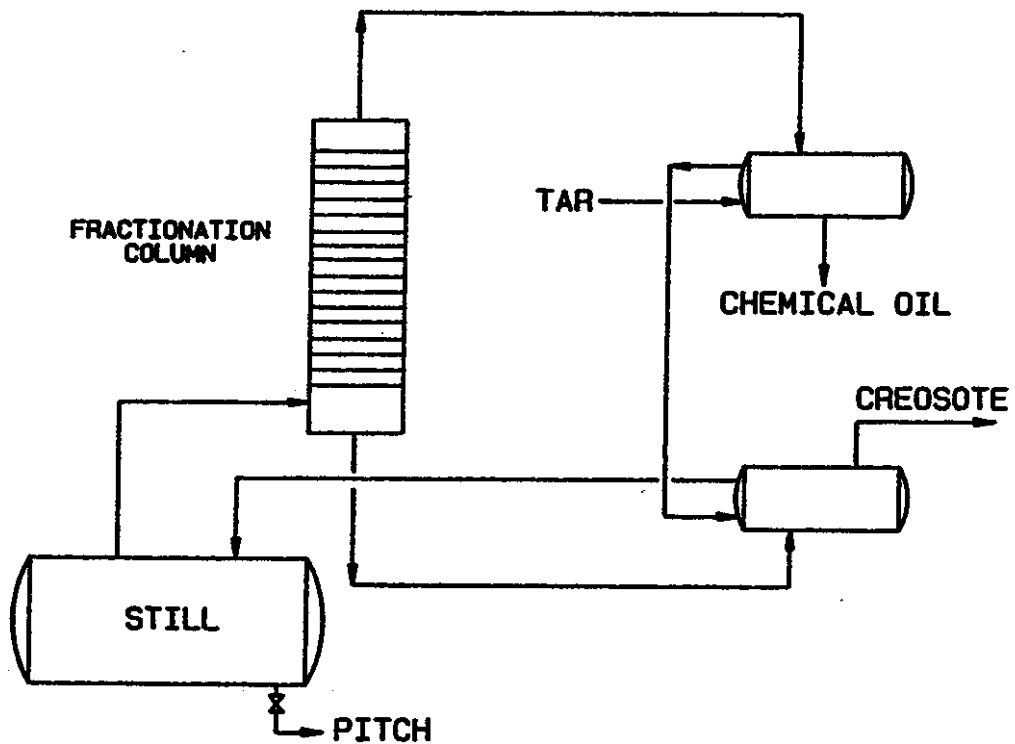 TAR
FRACTIONATION
COLUMN
CHEMICAL OIL
CREOSOTE
STILL
PITCH